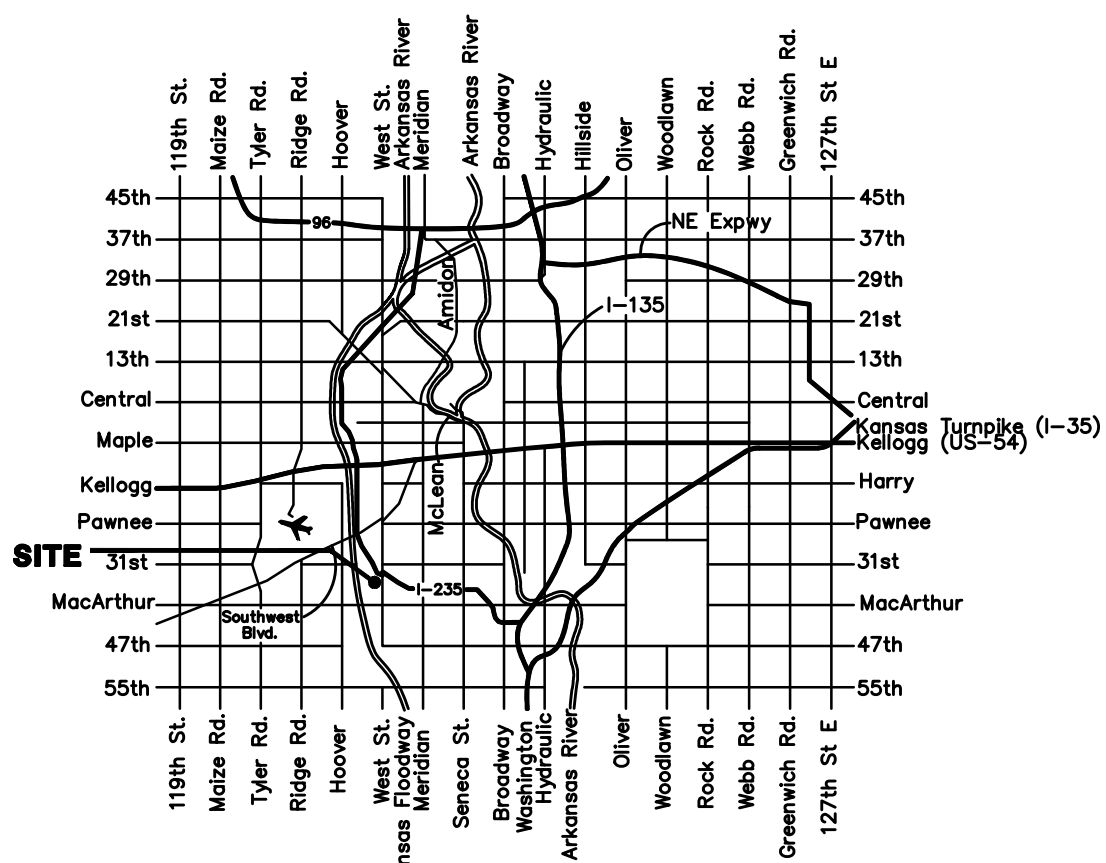 119th St.
Maize Rd.
Tyler Rd.
Ridge Rd.
Hoover
West St.
Arkansas River
Meridian
Arkansas River
Broadway
Hydraulic
Hillside
Oliver
Woodlawn
Rock Rd.
Webb Rd.
Greenwich Rd.
127th St E
45th
45th
96
NE Expwy
37th
37th
29th
29th
Amidon
I-135
21st
21st
13th
13th
Central
Central
Kansas Turnpike (I-35)
Maple
Kellogg (US-54)
McLean
Kellogg
Harry
Pawnee
Pawnee
SITE
31st
31st
I-235
MacArthur
MacArthur
Southwest
Blvd.
47th
47th
55th
55th
119th St.
Maize Rd.
Tyler Rd.
Ridge Rd.
Hoover
West St.
nsas Floodway
Meridian
Seneca St.
Broadway
Washington
Hydraulic
Arkansas River
Oliver
Woodlawn
Rock Rd.
Webb Rd.
Greenwich Rd.
127th St E